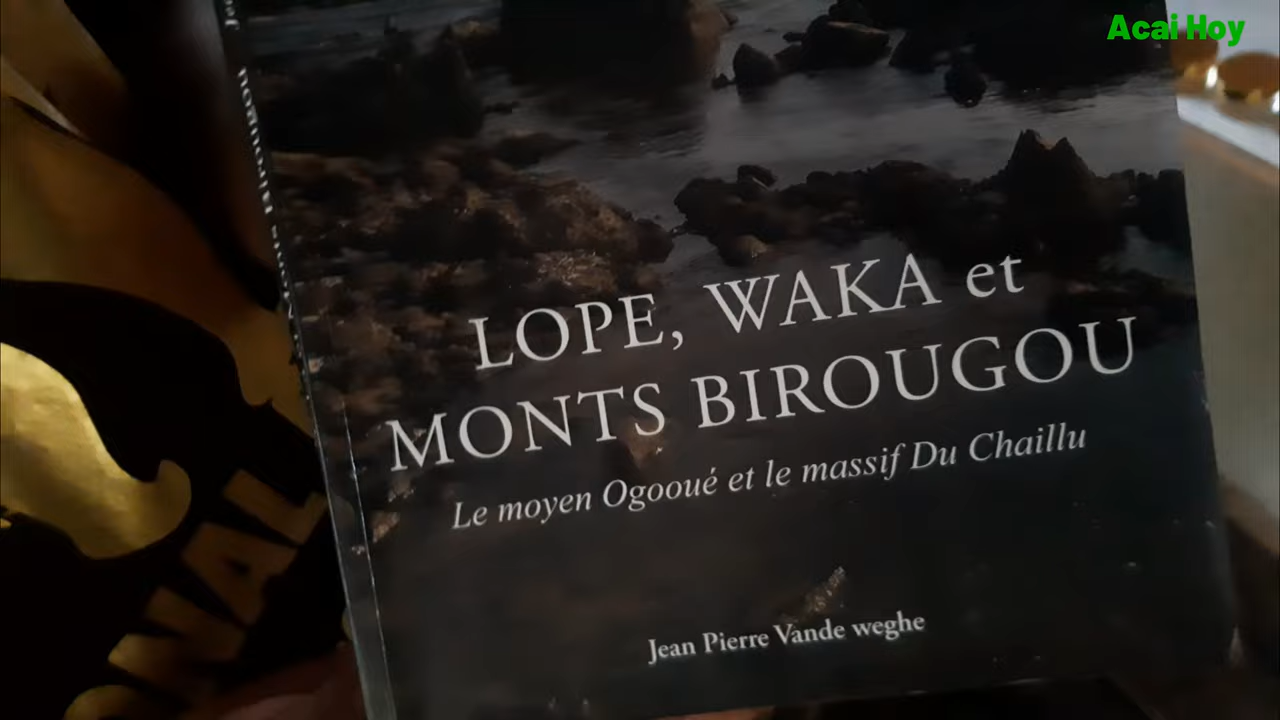 Acai Hoy
LOPE, WAKA et
MONTS BIROUGOU
Le moyen Ogooué et le massif Du Chaillu
Jean Pierre Vande weghe